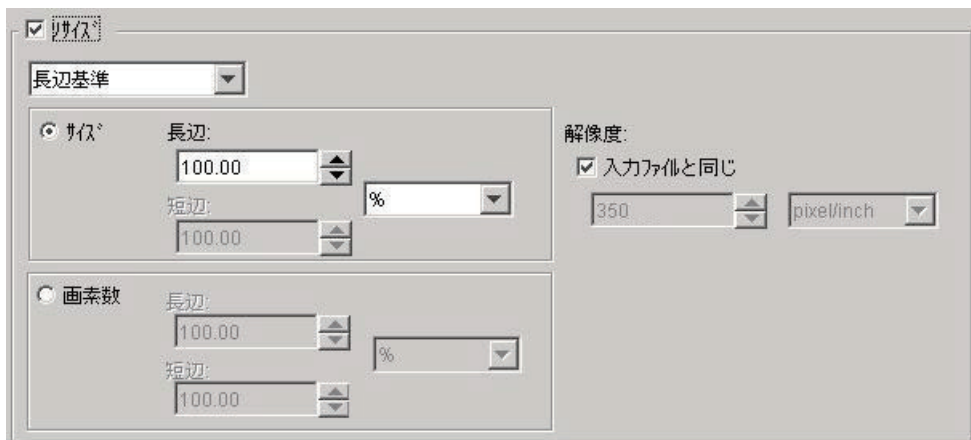 ﾘｻｲｽﾞ
長辺基準
ｻｲｽﾞ
長辺:
100.00
%
短辺:
100.00
解像度:
入力ﾌｧｲﾙと同じ
350
pixel/inch
画素数
長辺:
100.00
%
短辺:
100.00